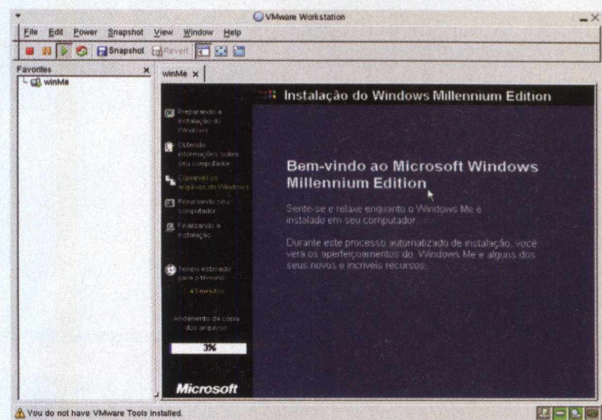 VMware Workstation
File Edit Power Snapshot View Window Help
Snapshot Revert
Favorites
winMe
winMe
Instalação do Windows Millennium Edition
Preparando a
instalação do
Windows
Obtendo
informações sobre
seu computador
Copiando os
arquivos do Windows
Reiniciando seu
computador
Finalizando a
instalação
Tempo estimado
para o término:
43 minutos
Andamento da cópia
dos arquivos:
3%
Microsoft
Bem-vindo ao Microsoft Windows
Millennium Edition
Sente-se e relaxe enquanto o Windows Me é
instalado em seu computador.
Durante este processo automatizado de instalação, você
verá os aperfeiçoamentos do Windows Me e alguns dos
seus novos e incríveis recursos.
You do not have VMware Tools installed.